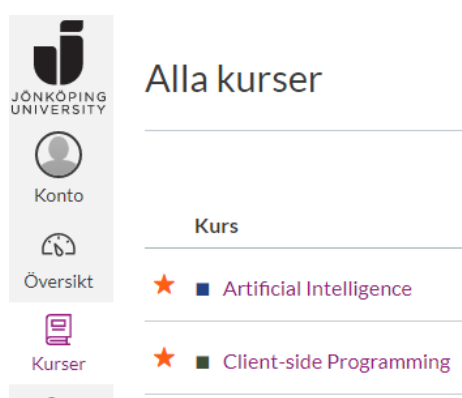 JÖNKÖPING
UNIVERSITY
Konto
Översikt
Kurser
Alla kurser
Kurs
Artificial Intelligence
Client-side Programming